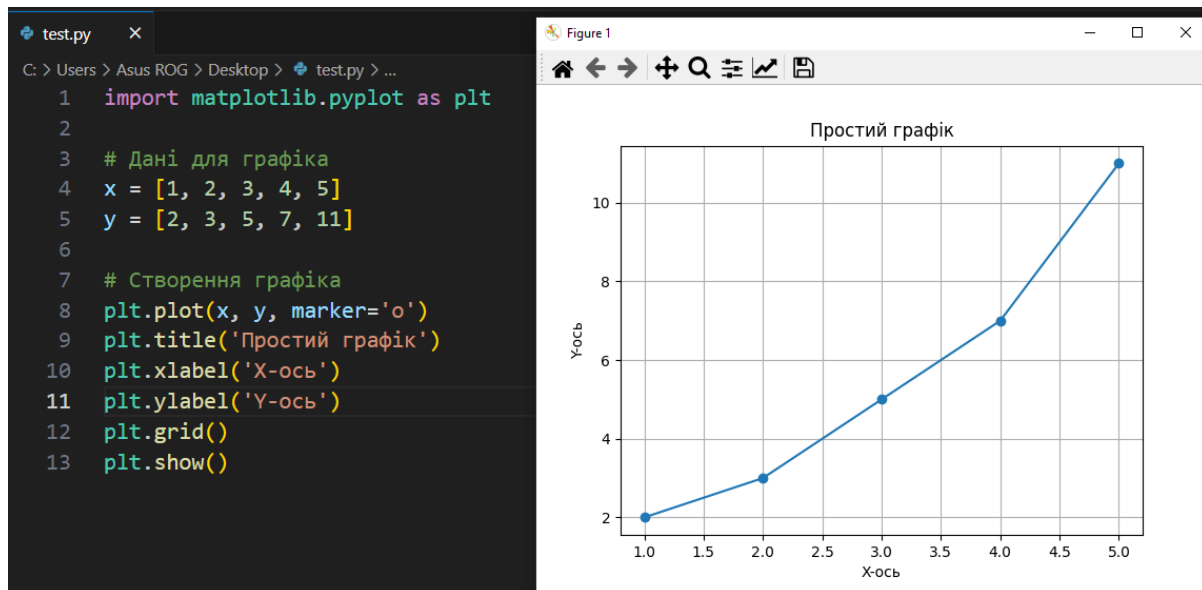 test.py
C: > Users > Asus ROG > Desktop > test.py > ...
1 import matplotlib.pyplot as plt
2
3 # Дані для графіка
4 x = [1, 2, 3, 4, 5]
5 y = [2, 3, 5, 7, 11]
6
7 # Створення графіка
8 plt.plot(x, y, marker='o')
9 plt.title('Простий графік')
10 plt.xlabel('X-ось')
11 plt.ylabel('Y-ось')
12 plt.grid()
13 plt.show()
Figure 1
Простий графік
Y-ось
10
8
6
4
2
1.0 1.5 2.0 2.5 3.0 3.5 4.0 4.5 5.0
X-ось